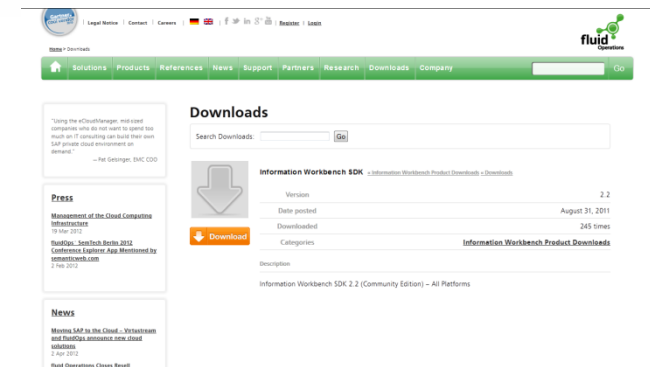 Legal Notice | Contact | Careers | Register | Login
fluid
Operations
Home > Downloads
Solutions Products References News Support Partners Research Downloads Company Go
"Using the eCloudManager, mid-sized
companies who do not want to spend too
much on IT consulting can build their own
SAP private cloud environment on
demand."
— Pat Gelsinger, EMC COO
Press
Management of the Cloud Computing
Infrastructure
19 Mar 2012
fluidOps´ SemTech Berlin 2012
Conference Explorer App Mentioned by
semanticweb.com
2 Feb 2012
News
Moving SAP to the Cloud – Virtustream
and fluidOps announce new cloud
solutions
2 Apr 2012
fluid Operations Closes Resell
Downloads
Search Downloads: Go
Download
Information Workbench SDK « Information Workbench Product Downloads « Downloads
Version 2.2
Date posted August 31, 2011
Downloaded 245 times
Categories Information Workbench Product Downloads
Description
Information Workbench SDK 2.2 (Community Edition) – All Platforms